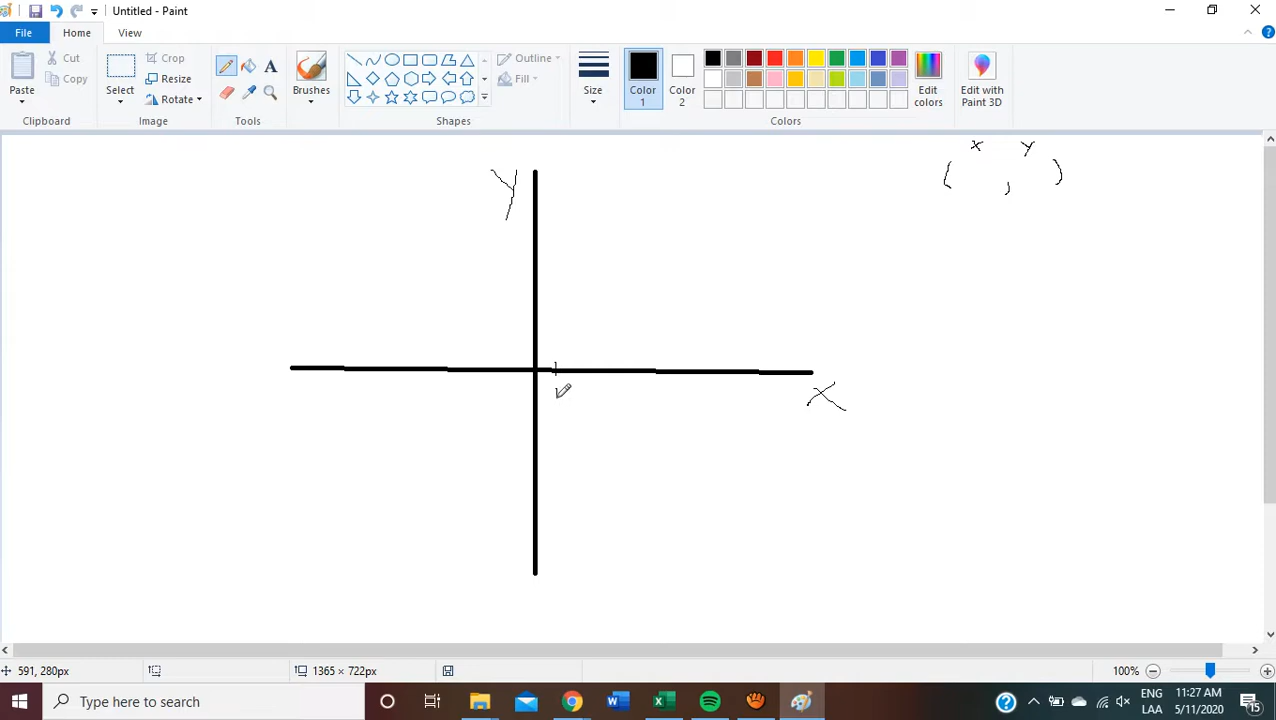 Untitled - Paint
File Home View
Paste
Cut
Copy
Clipboard
Select
Crop
Resize
Rotate
Image
A
Tools
Brushes
Shapes
Outline
Fill
Size
Color 1
Color 2
Edit colors
Colors
Edit with Paint 3D
x y
( , )
Y
X
591, 280px
1365 × 722px
100%
Type here to search
ENG
LAA
11:27 AM
5/11/2020
15